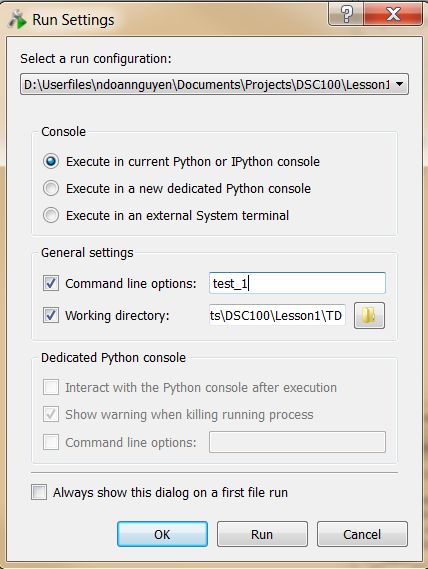 Run Settings
Select a run configuration:
D:\Userfiles\ndoannguyen\Documents\Projects\DSC100\Lesson1
Console
Execute in current Python or IPython console
Execute in a new dedicated Python console
Execute in an external System terminal
General settings
Command line options: test_1
Working directory: ts\DSC100\Lesson1\TD
Dedicated Python console
Interact with the Python console after execution
Show warning when killing running process
Command line options:
Always show this dialog on a first file run
OK Run Cancel